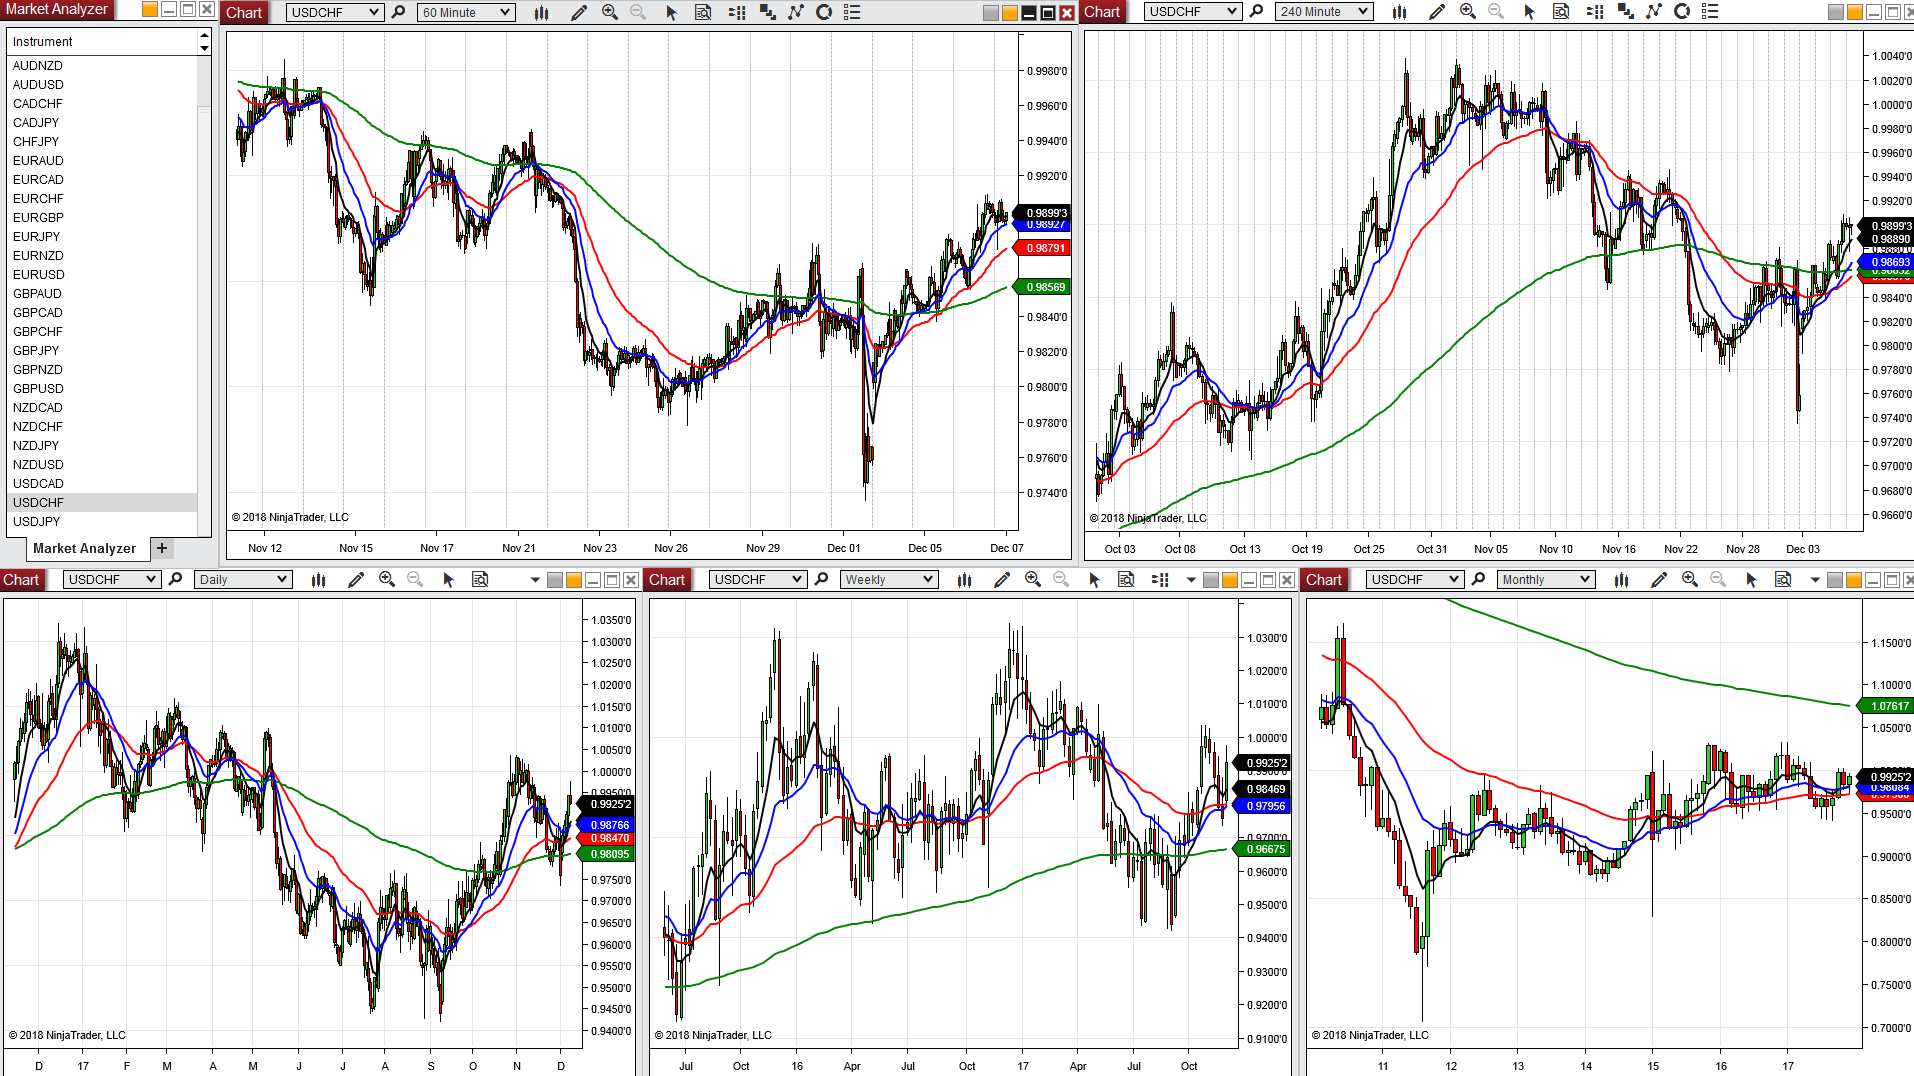 Market Analyzer
Instrument
AUDNZD
AUDUSD
CADCHF
CADJPY
CHFJPY
EURAUD
EURCAD
EURCHF
EURGBP
EURJPY
EURNZD
EURUSD
GBPAUD
GBPCAD
GBPCHF
GBPJPY
GBPNZD
GBPUSD
NZDCAD
NZDCHF
NZDJPY
NZDUSD
USDCAD
USDCHF
USDJPY
Market Analyzer +
Chart USDCHF 60 Minute
0.9980'0
0.9960'0
0.9940'0
0.9920'0
0.9899'3
0.98927
0.98791
0.98569
0.9840'0
0.9820'0
0.9800'0
0.9780'0
0.9760'0
0.9740'0
© 2018 NinjaTrader, LLC
Nov 12 Nov 15 Nov 17 Nov 21 Nov 23 Nov 26 Nov 29 Dec 01 Dec 05 Dec 07
Chart USDCHF 240 Minute
1.0040'0
1.0020'0
1.0000'0
0.9980'0
0.9960'0
0.9940'0
0.9920'0
0.9899'3
0.98890
0.98693
0.9840'0
0.9820'0
0.9800'0
0.9780'0
0.9760'0
0.9740'0
0.9720'0
0.9700'0
0.9680'0
0.9660'0
© 2018 NinjaTrader, LLC
Oct 03 Oct 08 Oct 13 Oct 19 Oct 25 Oct 31 Nov 05 Nov 10 Nov 16 Nov 22 Nov 28 Dec 03
Chart USDCHF Daily
1.0350'0
1.0300'0
1.0250'0
1.0200'0
1.0150'0
1.0100'0
1.0050'0
1.0000'0
0.9925'2
0.98766
0.98470
0.98095
0.9750'0
0.9700'0
0.9650'0
0.9600'0
0.9550'0
0.9500'0
0.9450'0
0.9400'0
© 2018 NinjaTrader, LLC
D 17 F M A M J J A S O N D
Chart USDCHF Weekly
1.0300'0
1.0200'0
1.0100'0
1.0000'0
0.9925'2
0.98469
0.97956
0.9700'0
0.96675
0.9600'0
0.9500'0
0.9400'0
0.9300'0
0.9200'0
0.9100'0
© 2018 NinjaTrader, LLC
Jul Oct 16 Apr Jul Oct 17 Apr Jul Oct
Chart USDCHF Monthly
1.1500'0
1.1000'0
1.07617
1.0500'0
0.9925'2
0.98084
0.9500'0
0.9000'0
0.8500'0
0.8000'0
0.7500'0
0.7000'0
© 2018 NinjaTrader, LLC
11 12 13 14 15 16 17